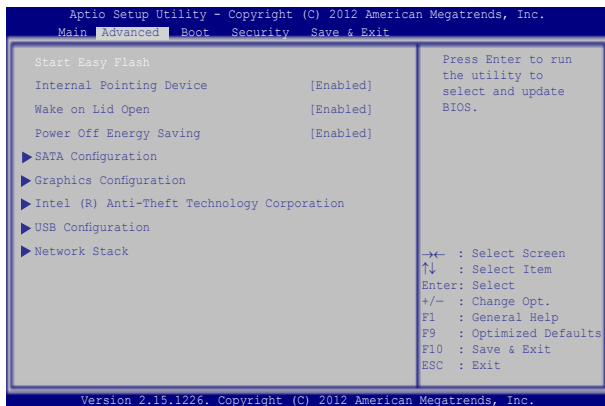 Aptio Setup Utility - Copyright (C) 2012 American Megatrends, Inc.
Main Advanced Boot Security Save & Exit
Start Easy Flash
Internal Pointing Device [Enabled]
Wake on Lid Open [Enabled]
Power Off Energy Saving [Enabled]
SATA Configuration
Graphics Configuration
Intel (R) Anti-Theft Technology Corporation
USB Configuration
Network Stack
Press Enter to run
the utility to
select and update
BIOS.
→← : Select Screen
↑↓ : Select Item
Enter: Select
+/— : Change Opt.
F1 : General Help
F9 : Optimized Defaults
F10 : Save & Exit
ESC : Exit
Version 2.15.1226. Copyright (C) 2012 American Megatrends, Inc.